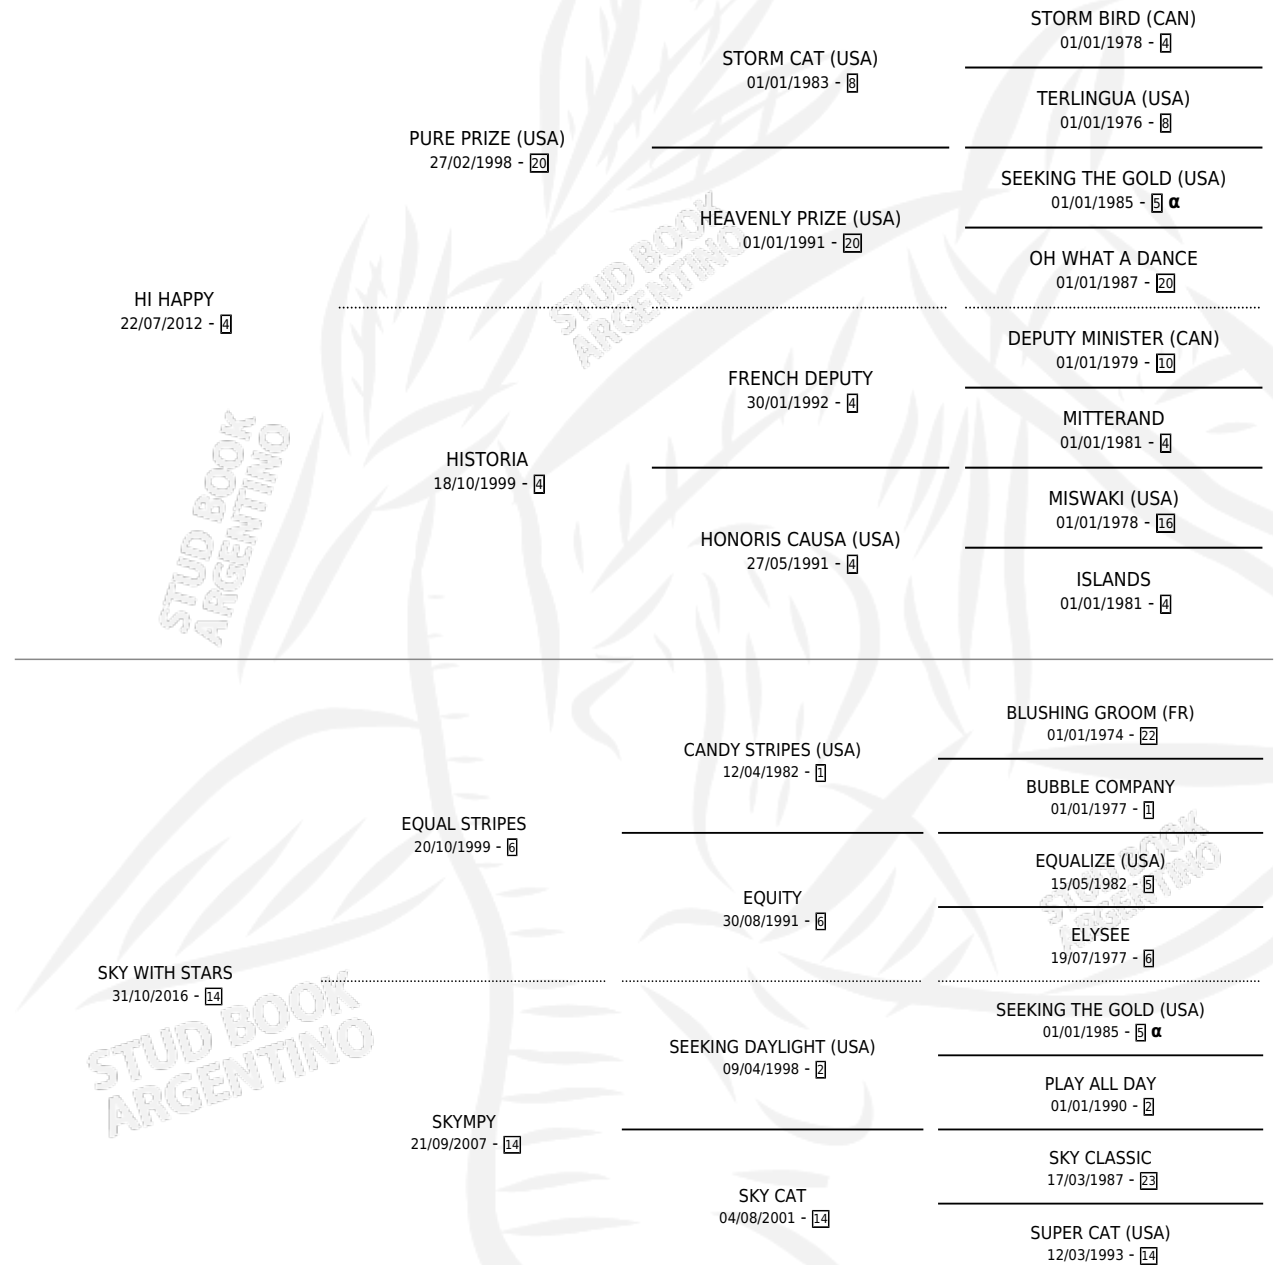 STORM BIRD (CAN)
01/01/1978 - 4
STORM CAT (USA)
01/01/1983 - 8
TERLINGUA (USA)
01/01/1976 - 8
PURE PRIZE (USA)
27/02/1998 - 20
SEEKING THE GOLD (USA)
01/01/1985 - 5 α
HEAVENLY PRIZE (USA)
01/01/1991 - 20
OH WHAT A DANCE
01/01/1987 - 20
HI HAPPY
22/07/2012 - 4
DEPUTY MINISTER (CAN)
01/01/1979 - 10
FRENCH DEPUTY
30/01/1992 - 4
MITTERAND
01/01/1981 - 4
HISTORIA
18/10/1999 - 4
MISWAKI (USA)
01/01/1978 - 16
HONORIS CAUSA (USA)
27/05/1991 - 4
ISLANDS
01/01/1981 - 4
BLUSHING GROOM (FR)
01/01/1974 - 22
CANDY STRIPES (USA)
12/04/1982 - 1
BUBBLE COMPANY
01/01/1977 - 1
EQUAL STRIPES
20/10/1999 - 6
EQUALIZE (USA)
15/05/1982 - 5
EQUITY
30/08/1991 - 6
ELYSEE
19/07/1977 - 6
SKY WITH STARS
31/10/2016 - 14
SEEKING THE GOLD (USA)
01/01/1985 - 5 α
SEEKING DAYLIGHT (USA)
09/04/1998 - 2
PLAY ALL DAY
01/01/1990 - 2
SKYMPY
21/09/2007 - 14
SKY CLASSIC
17/03/1987 - 23
SKY CAT
04/08/2001 - 14
SUPER CAT (USA)
12/03/1993 - 14
STUD BOOK
ARGENTINO
STUD BOOK
ARGENTINO
STUD BOOK
ARGENTINO
STUD BOOK
ARGENTINO